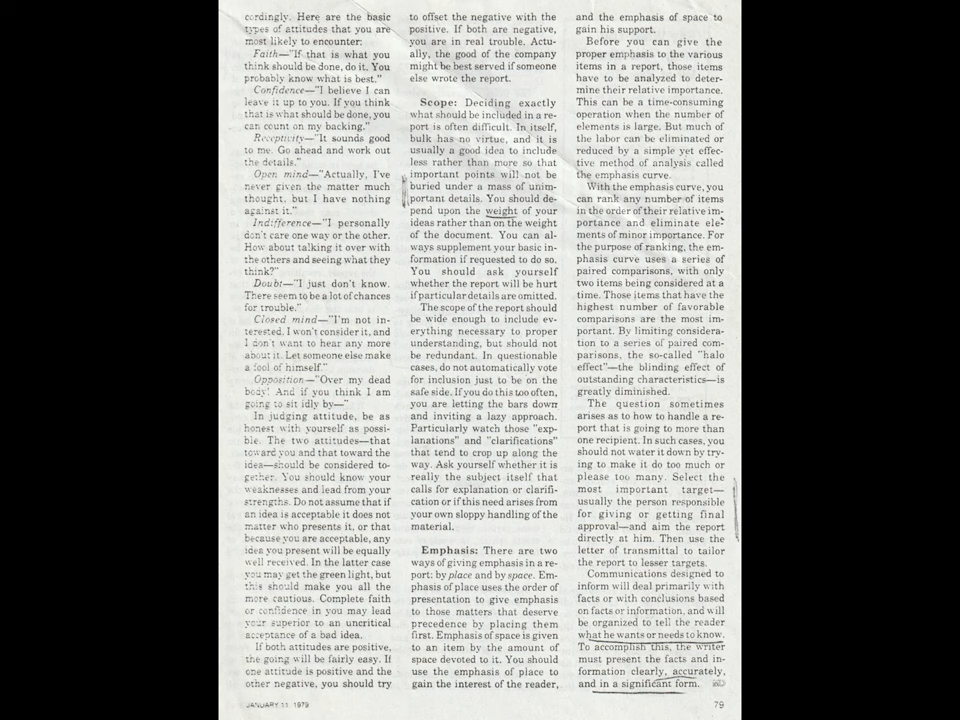 cordingly. Here are the basic
types of attitudes that you are
most likely to encounter:
Faith—"If that is what you
think should be done, do it. You
probably know what is best."
Confidence—"I believe I can
leave it up to you. If you think
that is what should be done, you
can count on my backing."
Receptivity—"It sounds good
to me. Go ahead and work out
the details."
Open mind—"Actually, I've
never given the matter much
thought, but I have nothing
against it."
Indifference—"I personally
don't care one way or the other.
How about talking it over with
the others and seeing what they
think?"
Doubt—"I just don't know.
There seem to be a lot of chances
for trouble."
Closed mind—"I'm not in-
terested. I won't consider it, and
I don't want to hear any more
about it. Let someone else make
a fool of himself."
Opposition—"Over my dead
body! And if you think I am
going to sit idly by—"
In judging attitude, be as
honest with yourself as possi-
ble. The two attitudes—that
toward you and that toward the
idea—should be considered to-
gether. You should know your
weaknesses and lead from your
strengths. Do not assume that if
an idea is acceptable it does not
matter who presents it, or that
because you are acceptable, any
idea you present will be equally
well received. In the latter case
you may get the green light, but
this should make you all the
more cautious. Complete faith
or confidence in you may lead
your superior to an uncritical
acceptance of a bad idea.
If both attitudes are positive,
the going will be fairly easy. If
one attitude is positive and the
other negative, you should try
to offset the negative with the
positive. If both are negative,
you are in real trouble. Actu-
ally, the good of the company
might be best served if someone
else wrote the report.
Scope: Deciding exactly
what should be included in a re-
port is often difficult. In itself,
bulk has no virtue, and it is
usually a good idea to include
less rather than more so that
important points will not be
buried under a mass of unim-
portant details. You should de-
pend upon the weight of your
ideas rather than on the weight
of the document. You can al-
ways supplement your basic in-
formation if requested to do so.
You should ask yourself
whether the report will be hurt
if particular details are omitted.
The scope of the report should
be wide enough to include ev-
erything necessary to proper
understanding, but should not
be redundant. In questionable
cases, do not automatically vote
for inclusion just to be on the
safe side. If you do this too often,
you are letting the bars down
and inviting a lazy approach.
Particularly watch those "exp-
lanations" and "clarifications"
that tend to crop up along the
way. Ask yourself whether it is
really the subject itself that
calls for explanation or clarifi-
cation or if this need arises from
your own sloppy handling of the
material.
Emphasis: There are two
ways of giving emphasis in a re-
port: by place and by space. Em-
phasis of place uses the order of
presentation to give emphasis
to those matters that deserve
precedence by placing them
first. Emphasis of space is given
to an item by the amount of
space devoted to it. You should
use the emphasis of place to
gain the interest of the reader,
and the emphasis of space to
gain his support.
Before you can give the
proper emphasis to the various
items in a report, those items
have to be analyzed to deter-
mine their relative importance.
This can be a time-consuming
operation when the number of
elements is large. But much of
the labor can be eliminated or
reduced by a simple yet effec-
tive method of analysis called
the emphasis curve.
With the emphasis curve, you
can rank any number of items
in the order of their relative im-
portance and eliminate ele-
ments of minor importance. For
the purpose of ranking, the em-
phasis curve uses a series of
paired comparisons, with only
two items being considered at a
time. Those items that have the
highest number of favorable
comparisons are the most im-
portant. By limiting considera-
tion to a series of paired com-
parisons, the so-called "halo
effect"—the blinding effect of
outstanding characteristics—is
greatly diminished.
The question sometimes
arises as to how to handle a re-
port that is going to more than
one recipient. In such cases, you
should not water it down by try-
ing to make it do too much or
please too many. Select the
most important target—
usually the person responsible
for giving or getting final
approval—and aim the report
directly at him. Then use the
letter of transmittal to tailor
the report to lesser targets.
Communications designed to
inform will deal primarily with
facts or with conclusions based
on facts or information, and will
be organized to tell the reader
what he wants or needs to know.
To accomplish this, the writer
must present the facts and in-
formation clearly, accurately,
and in a significant form.
JANUARY 11, 1979
79